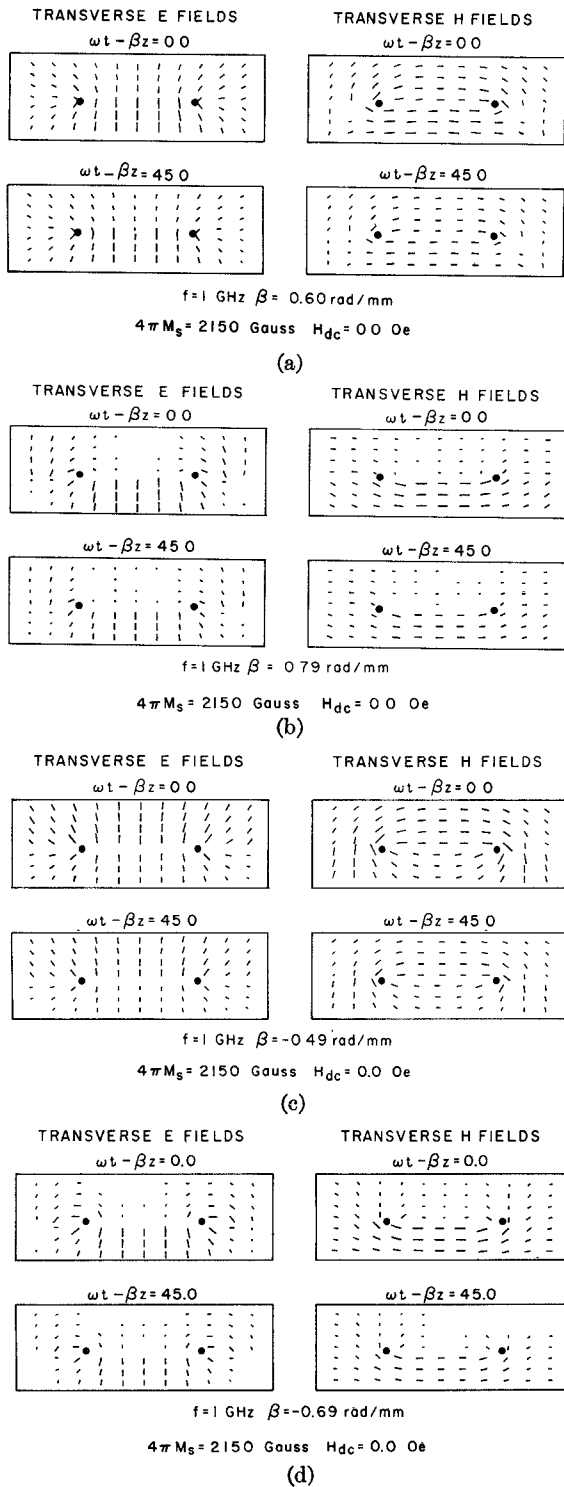 TRANSVERSE E FIELDS TRANSVERSE H FIELDS
ωt-βz=0.0 ωt-βz=0.0
ωt-βz=45.0 ωt-βz=45.0
f=1 GHz β= 0.60 rad/mm
4πMs= 2150 Gauss Hdc= 0.0 Oe
(a)
TRANSVERSE E FIELDS TRANSVERSE H FIELDS
ωt-βz=0.0 ωt-βz=0.0
ωt-βz=45.0 ωt-βz=45.0
f=1 GHz β= 0.79 rad/mm
4πMs= 2150 Gauss Hdc= 0.0 Oe
(b)
TRANSVERSE E FIELDS TRANSVERSE H FIELDS
ωt-βz=0.0 ωt-βz=0.0
ωt-βz=45.0 ωt-βz=45.0
f=1 GHz β=-0.49 rad/mm
4πMs= 2150 Gauss Hdc= 0.0 Oe
(c)
TRANSVERSE E FIELDS TRANSVERSE H FIELDS
ωt-βz=0.0 ωt-βz=0.0
ωt-βz=45.0 ωt-βz=45.0
f=1 GHz β=-0.69 rad/mm
4πMs= 2150 Gauss Hdc= 0.0 Oe
(d)